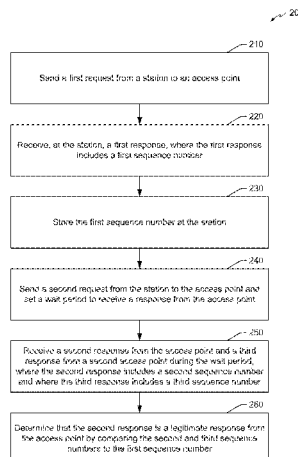 20
210
Send a first request from a station to an access point
220
Receive, at the station, a first response, where the first response
includes a first sequence number
230
Store the first sequence number at the station
240
Send a second request from the station to the access point and
set a wait period to receive a response from the access point
250
Receive a second response from the access point and a third
response from a second access point during the wait period,
where the second response includes a second sequence number
and where the third response includes a third sequence number
260
Determine that the second response is a legitimate response from
the access point by comparing the second and third sequence
numbers to the first sequence number